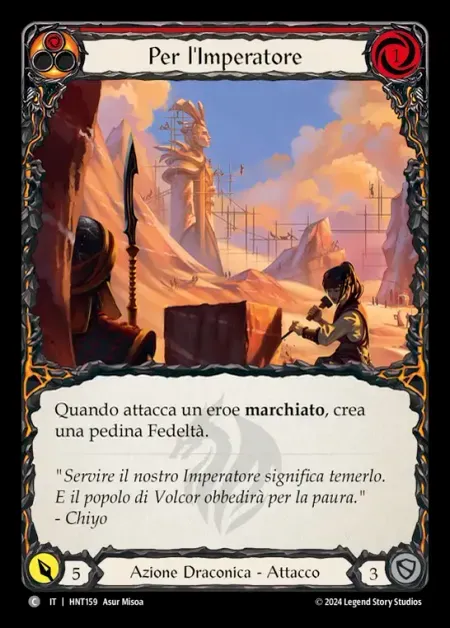 Per l'Imperatore
1
Quando attacca un eroe marchiato, crea
una pedina Fedeltà.
"Servire il nostro Imperatore significa temerlo.
E il popolo di Volcor obbedirà per la paura."
- Chiyo
5
Azione Draconica - Attacco
3
C IT | HNT159 Asur Misoa
© 2024 Legend Story Studios